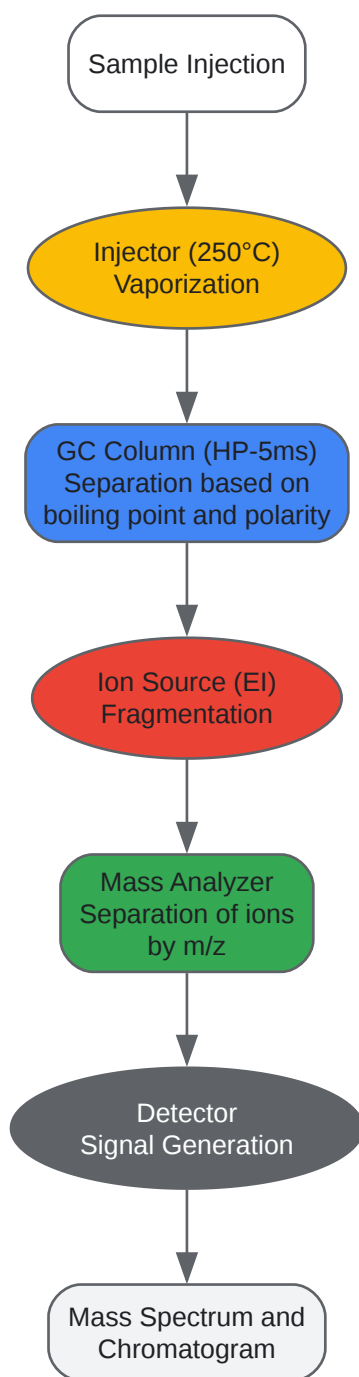 Sample Injection
Injector (250°C)
Vaporization
GC Column (HP-5ms)
Separation based on
boiling point and polarity
Ion Source (EI)
Fragmentation
Mass Analyzer
Separation of ions
by m/z
Detector
Signal Generation
Mass Spectrum and
Chromatogram